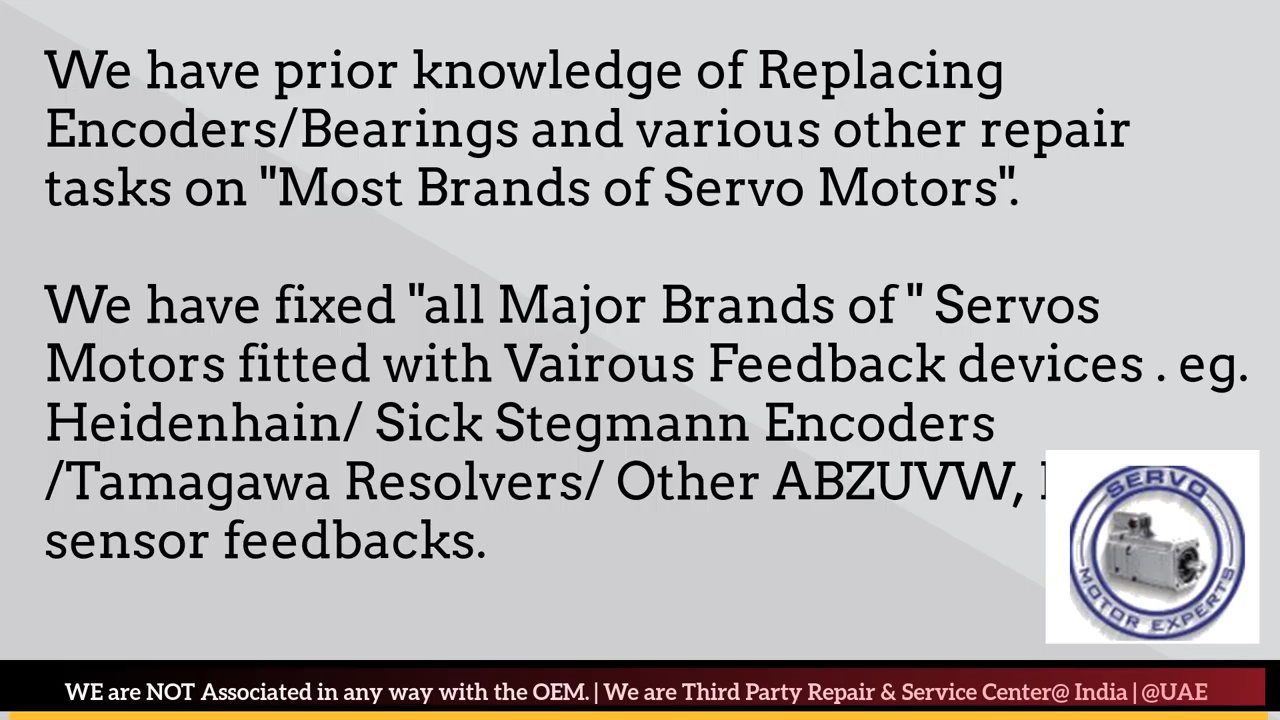 We have prior knowledge of Replacing
Encoders/Bearings and various other repair
tasks on "Most Brands of Servo Motors".
We have fixed "all Major Brands of " Servos
Motors fitted with Vairous Feedback devices . eg.
Heidenhain/ Sick Stegmann Encoders
/Tamagawa Resolvers/ Other ABZUVW,
sensor feedbacks.
SERVO
MOTOR EXPERTS
WE are NOT Associated in any way with the OEM. | We are Third Party Repair & Service Center@ India | @UAE